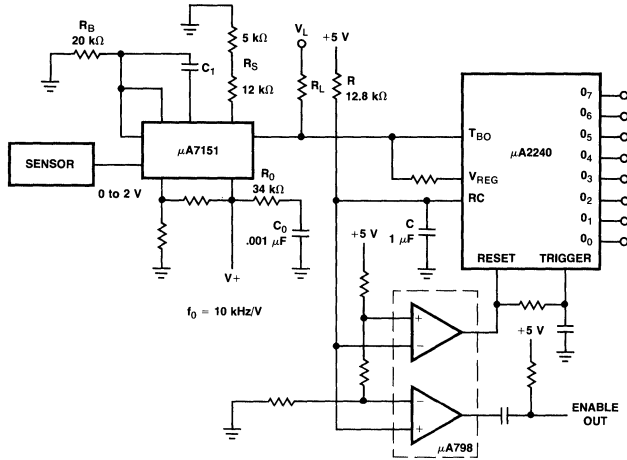 R_B
20 kΩ
C_1
5 kΩ
R_S
12 kΩ
V_L
R_L
+5 V
R
12.8 kΩ
SENSOR
0 to 2 V
μA7151
R_0
34 kΩ
C_0
.001 μF
V+
f_0 = 10 kHz/V
T_BO
V_REG
RC
μA2240
0_7
0_6
0_5
0_4
0_3
0_2
0_1
0_0
RESET
TRIGGER
C
1 μF
+5 V
+
−
−
+
μA798
+5 V
ENABLE
OUT